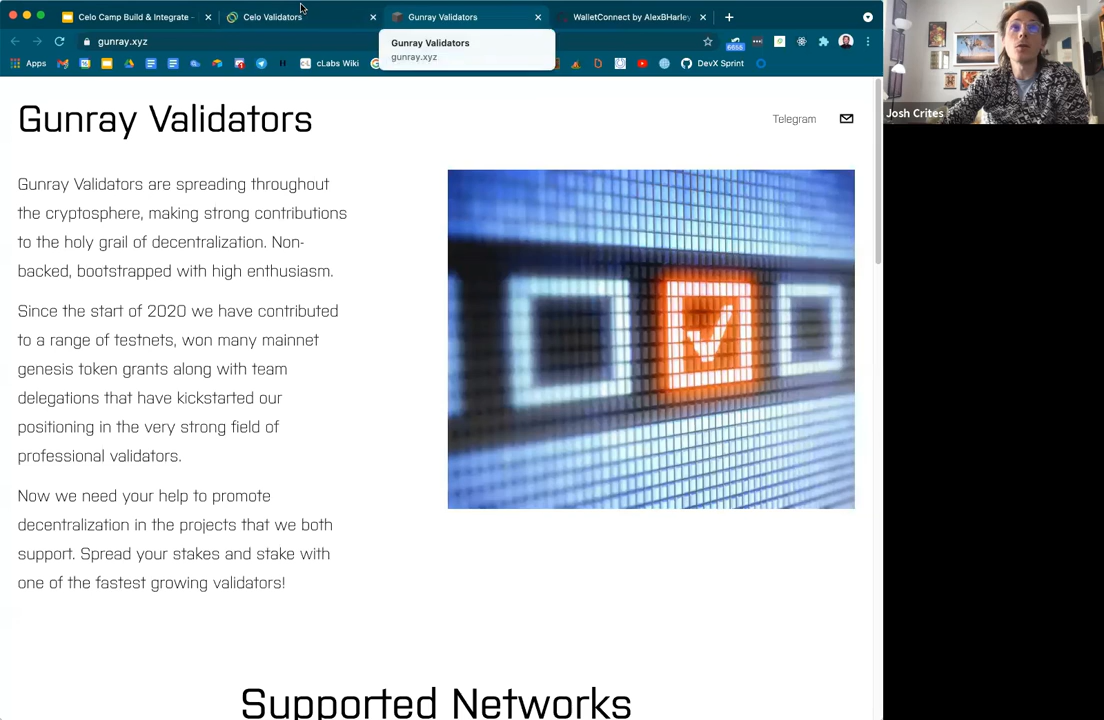 Celo Camp Build & Integrate -
Celo Validators
Gunray Validators
WalletConnect by AlexBHarley
gunray.xyz
Gunray Validators
gunray.xyz
6656
Apps
cLabs Wiki
DevX Sprint
Josh Crites
Gunray Validators
Telegram
Gunray Validators are spreading throughout
the cryptosphere, making strong contributions
to the holy grail of decentralization. Non-
backed, bootstrapped with high enthusiasm.
Since the start of 2020 we have contributed
to a range of testnets, won many mainnet
genesis token grants along with team
delegations that have kickstarted our
positioning in the very strong field of
professional validators.
Now we need your help to promote
decentralization in the projects that we both
support. Spread your stakes and stake with
one of the fastest growing validators!
Supported Networks